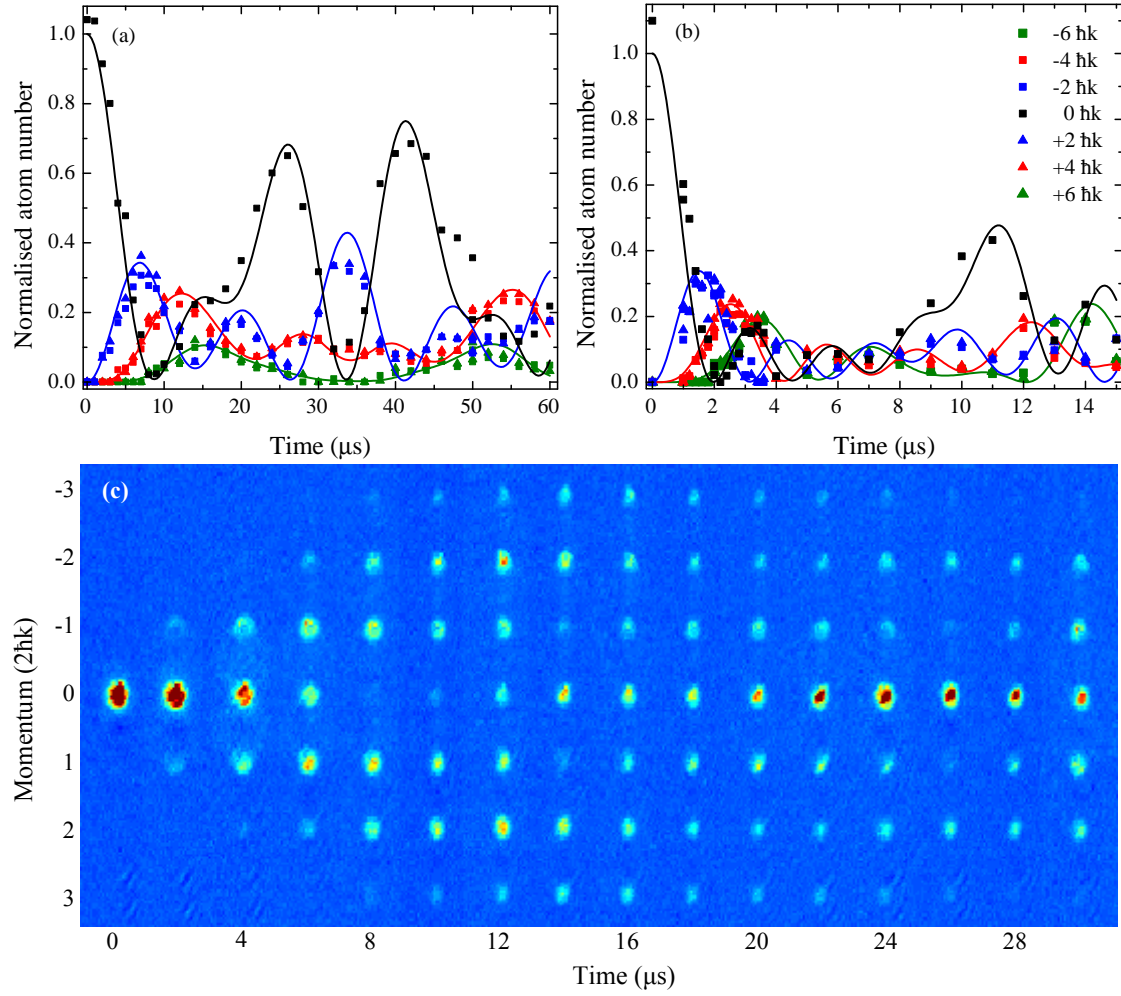 (a)
Normalised atom number
1.0
0.8
0.6
0.4
0.2
0.0
0 10 20 30 40 50 60
Time (μs)
(b)
Normalised atom number
1.0
0.8
0.6
0.4
0.2
0.0
0 2 4 6 8 10 12 14
Time (μs)
-6 ħk
-4 ħk
-2 ħk
0 ħk
+2 ħk
+4 ħk
+6 ħk
(c)
Momentum (2ħk)
-3
-2
-1
0
1
2
3
0 4 8 12 16 20 24 28
Time (μs)